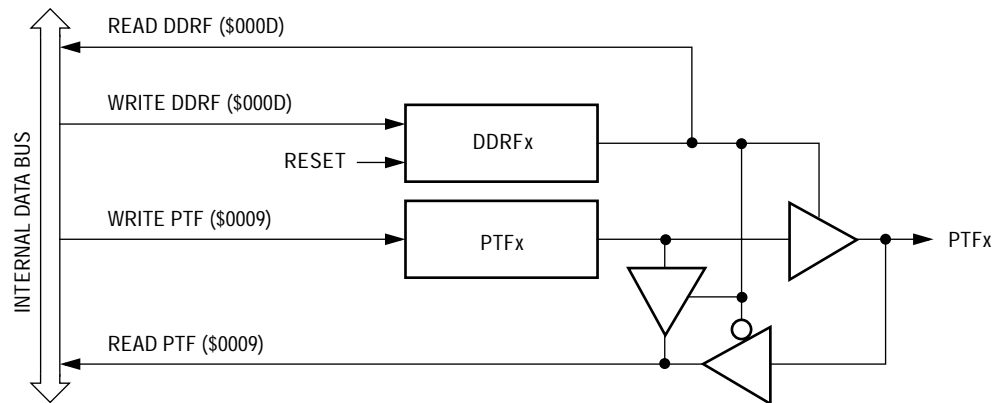 READ DDRF ($000D)
WRITE DDRF ($000D)
DDRFx
RESET
WRITE PTF ($0009)
PTFx
PTFx
READ PTF ($0009)
INTERNAL DATA BUS